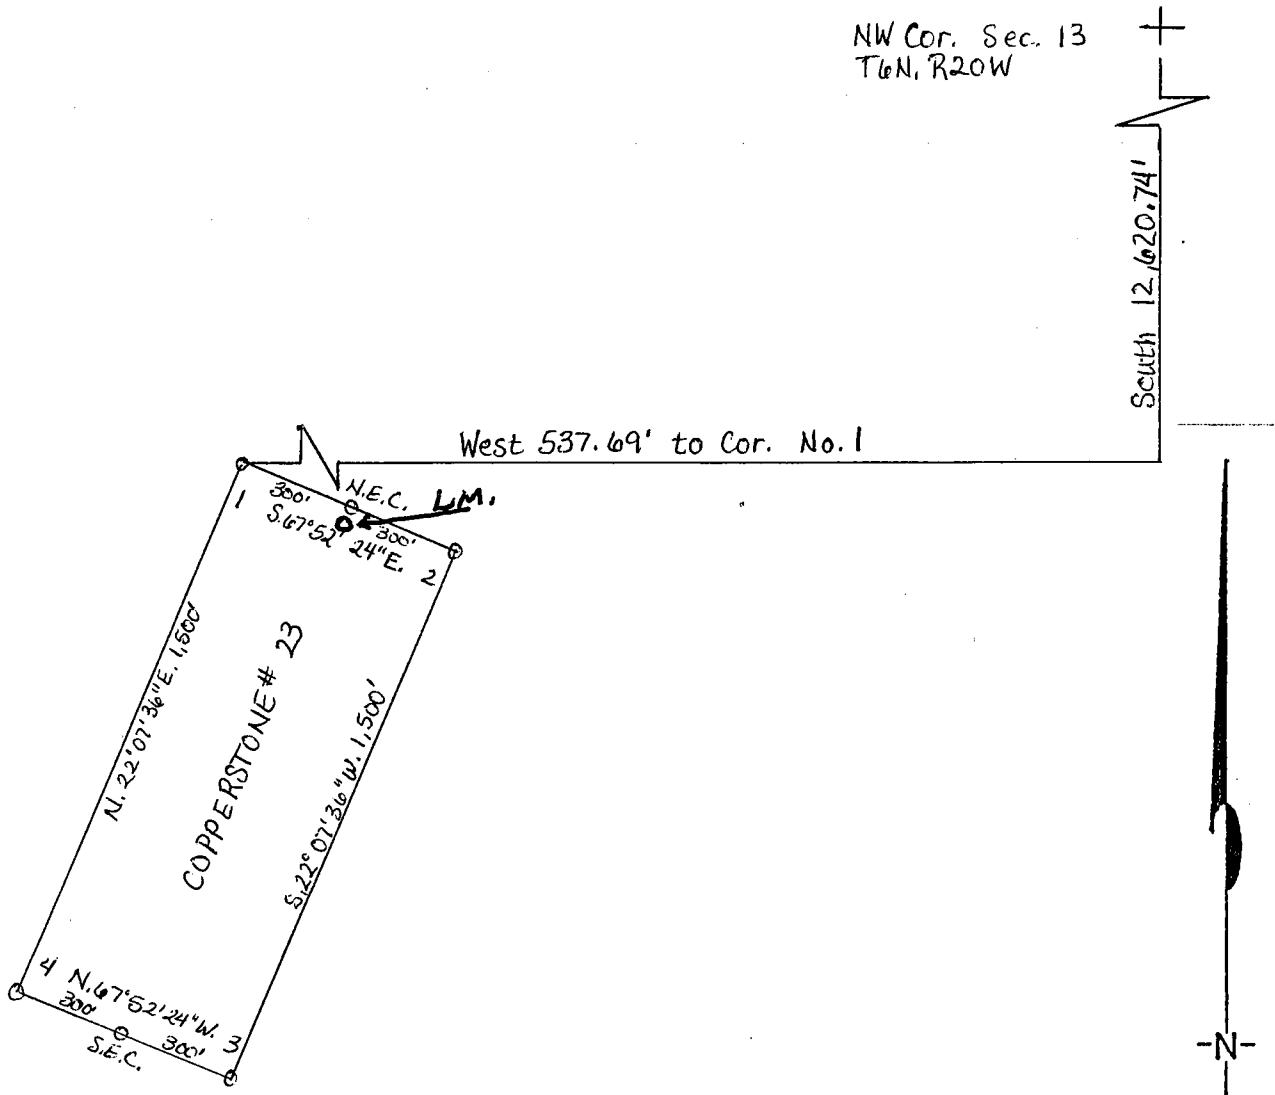 NW Cor. Sec. 13
T6N, R20W
South 12,620.74'
West 537.69' to Cor. No. 1
N.E.C.
L.M.
300'
300'
S.67°52'24"E.
1
2
N.22°07'36"E. 1,500'
COPPERSTONE# 23
S.22°07'36"W. 1,500'
4
N.67°52'24"W.
3
300'
300'
S.E.C.
-N-